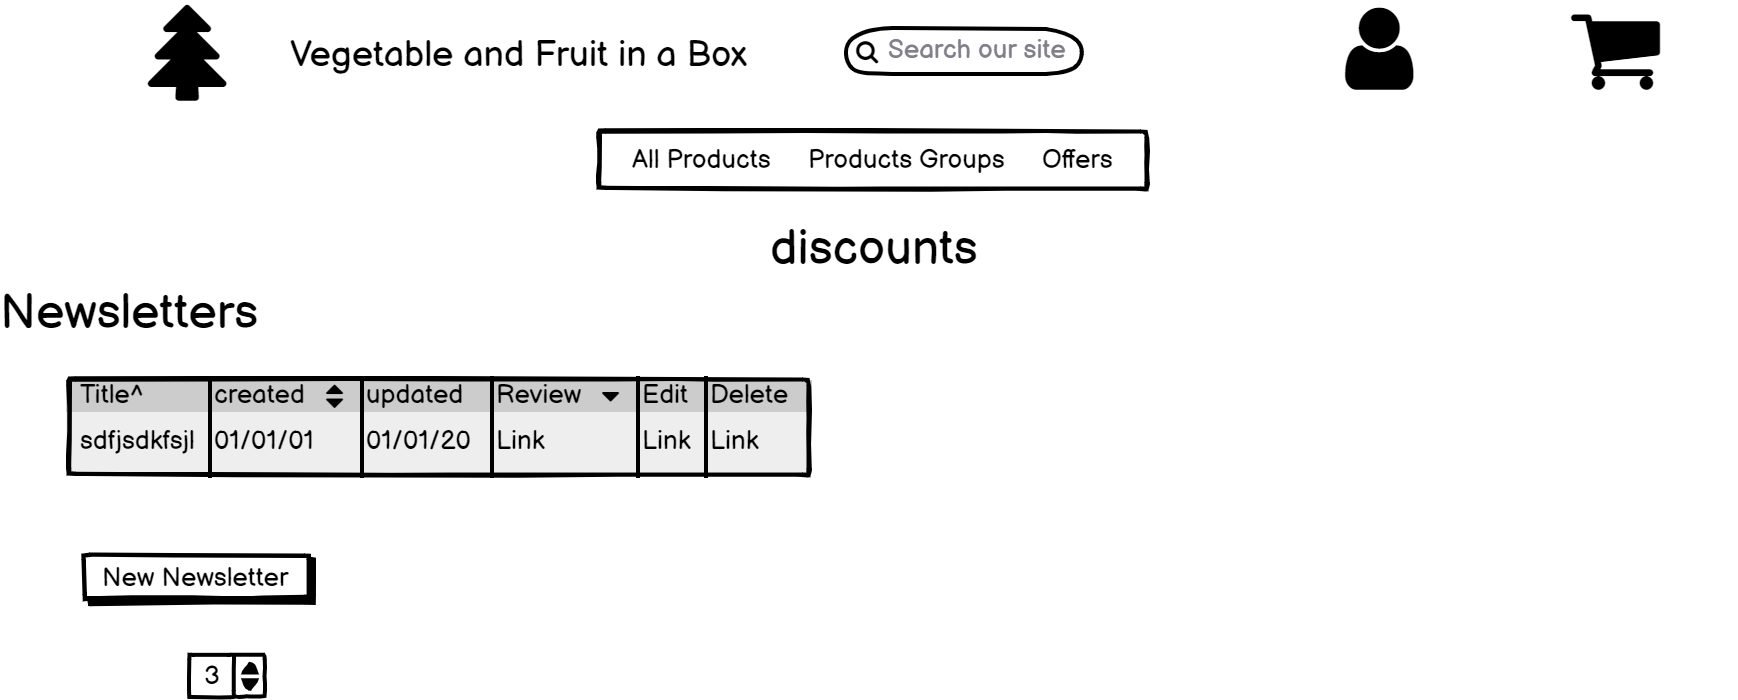 Vegetable and Fruit in a Box
Search our site
All Products Products Groups Offers
discounts
Newsletters
Title^ created updated Review Edit Delete
sdfjsdkfsjl 01/01/01 01/01/20 Link Link Link
New Newsletter
3